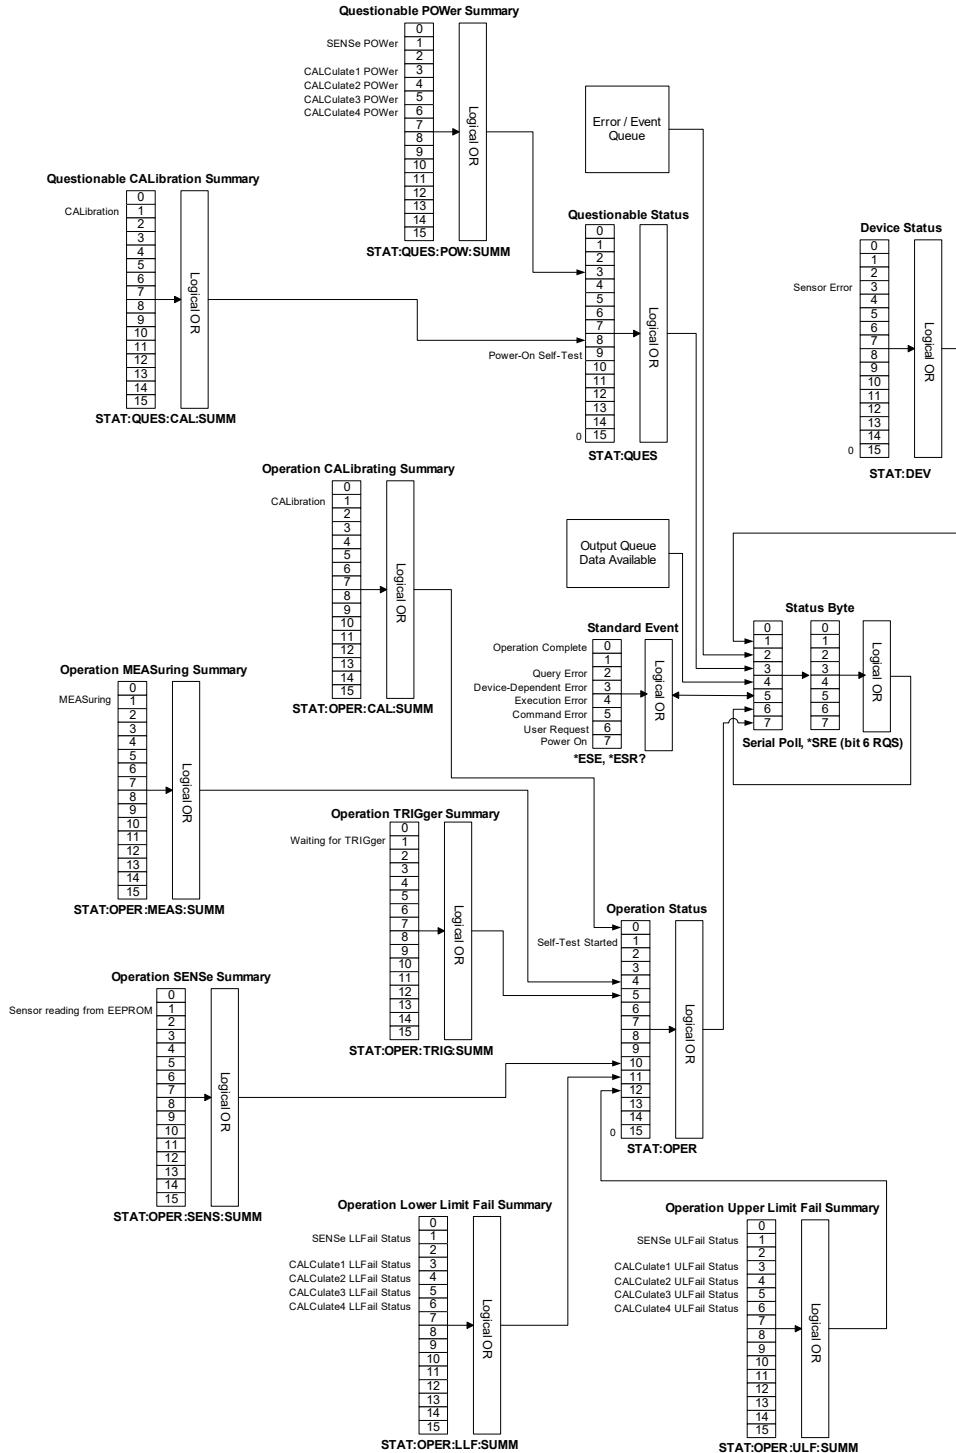 Questionable POWer Summary
0
SENSe POWer 1
2
CALCulate1 POWer 3
CALCulate2 POWer 4
CALCulate3 POWer 5
CALCulate4 POWer 6
7
8
9
10
11
12
13
14
15
Logical OR
STAT:QUES:POW:SUMM
Error / Event
Queue
Questionable CALibration Summary
0
CALibration 1
2
3
4
5
6
7
8
9
10
11
12
13
14
15
Logical OR
STAT:QUES:CAL:SUMM
Questionable Status
0
1
2
3
4
5
6
7
8
Power-On Self-Test 9
10
11
12
13
14
0 15
Logical OR
STAT:QUES
Device Status
0
1
2
Sensor Error 3
4
5
6
7
8
9
10
11
12
13
14
0 15
Logical OR
STAT:DEV
Operation CALibrating Summary
0
CALibration 1
2
3
4
5
6
7
8
9
10
11
12
13
14
15
Logical OR
STAT:OPER:CAL:SUMM
Output Queue
Data Available
Standard Event
Operation Complete 0
1
Query Error 2
Device-Dependent Error 3
Execution Error 4
Command Error 5
User Request 6
Power On 7
Logical OR
*ESE, *ESR?
Status Byte
0 0
1 1
2 2
3 3
4 4
5 5
6 6
7 7
Logical OR
Serial Poll, *SRE (bit 6 RQS)
Operation MEASuring Summary
0
MEASuring 1
2
3
4
5
6
7
8
9
10
11
12
13
14
15
Logical OR
STAT:OPER:MEAS:SUMM
Operation TRIGger Summary
0
Waiting for TRIGger 1
2
3
4
5
6
7
8
9
10
11
12
13
14
15
Logical OR
STAT:OPER:TRIG:SUMM
Operation Status
0
Self-Test Started 1
2
3
4
5
6
7
8
9
10
11
12
13
14
0 15
Logical OR
STAT:OPER
Operation SENSe Summary
0
Sensor reading from EEPROM 1
2
3
4
5
6
7
8
9
10
11
12
13
14
15
Logical OR
STAT:OPER:SENS:SUMM
Operation Lower Limit Fail Summary
0
SENSe LLFail Status 1
2
CALCulate1 LLFail Status 3
CALCulate2 LLFail Status 4
CALCulate3 LLFail Status 5
CALCulate4 LLFail Status 6
7
8
9
10
11
12
13
14
15
Logical OR
STAT:OPER:LLF:SUMM
Operation Upper Limit Fail Summary
0
SENSe ULFail Status 1
2
CALCulate1 ULFail Status 3
CALCulate2 ULFail Status 4
CALCulate3 ULFail Status 5
CALCulate4 ULFail Status 6
7
8
9
10
11
12
13
14
15
Logical OR
STAT:OPER:ULF:SUMM